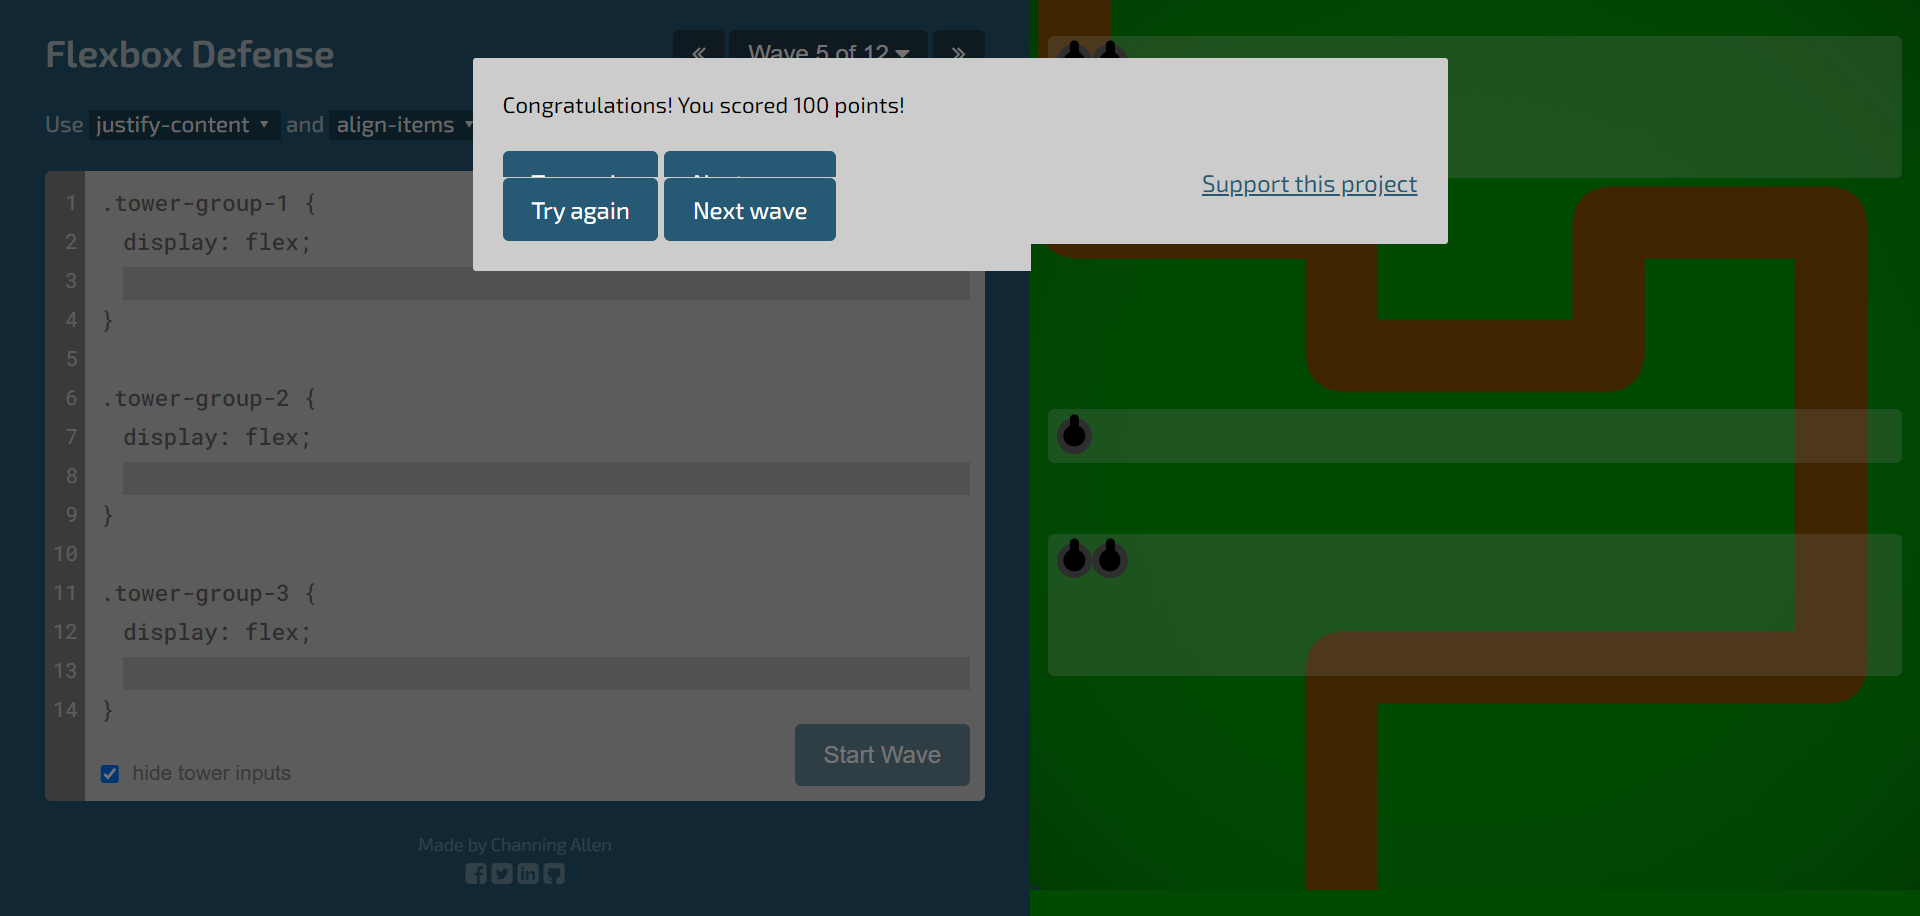 Flexbox Defense
« Wave 5 of 12 »
Use justify-content ▼ and align-items ▼
Congratulations! You scored 100 points!
Try again Next wave
Support this project
1 .tower-group-1 {
2 display: flex;
3
4 }
5
6 .tower-group-2 {
7 display: flex;
8
9 }
10
11 .tower-group-3 {
12 display: flex;
13
14 }
hide tower inputs
Start Wave
Made by Channing Allen